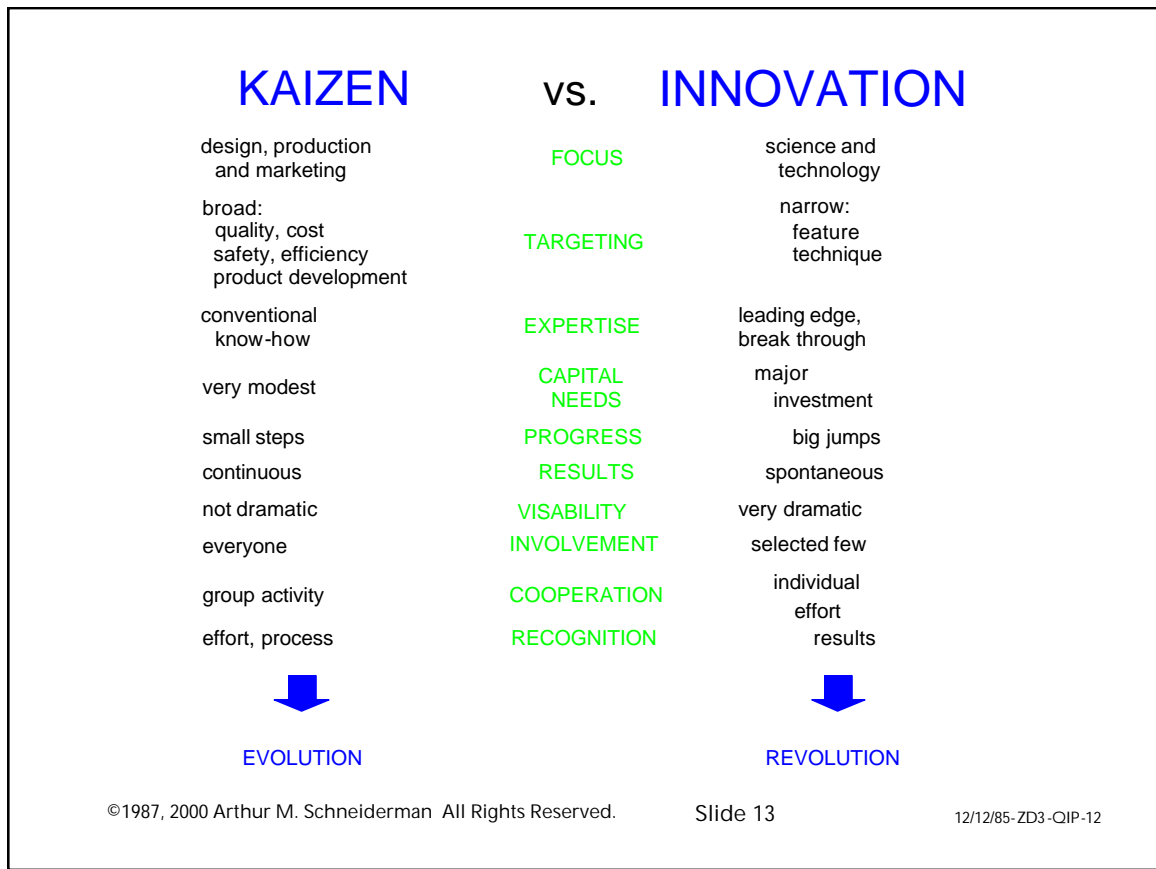 KAIZEN vs. INNOVATION
design, production FOCUS science and
and marketing technology
broad: narrow:
quality, cost TARGETING feature
safety, efficiency technique
product development
conventional EXPERTISE leading edge,
know-how break through
very modest CAPITAL major
NEEDS investment
small steps PROGRESS big jumps
continuous RESULTS spontaneous
not dramatic VISABILITY very dramatic
everyone INVOLVEMENT selected few
group activity COOPERATION individual
effort
effort, process RECOGNITION results
EVOLUTION REVOLUTION
©1987, 2000 Arthur M. Schneiderman All Rights Reserved. Slide 13 12/12/85-ZD3-QIP-12